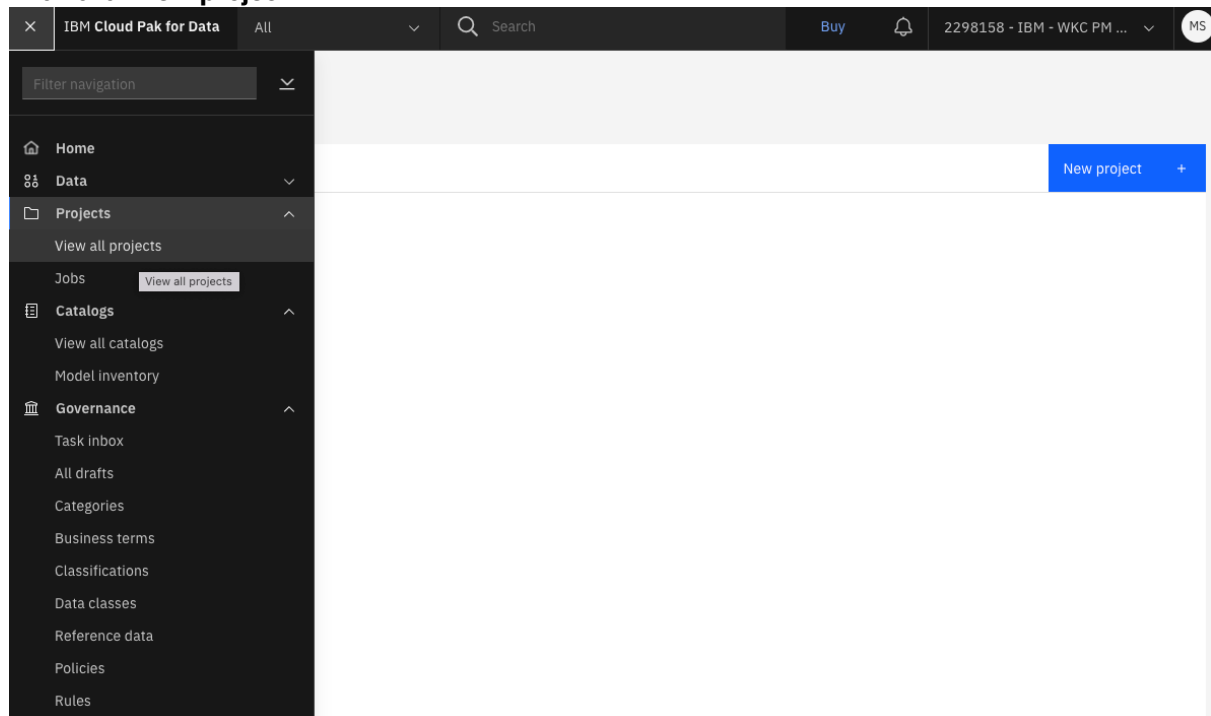 IBM Cloud Pak for Data All Search Buy 2298158 - IBM - WKC PM ... MS
Filter navigation
Home
New project +
Data
Projects
View all projects
Jobs
View all projects
Catalogs
View all catalogs
Model inventory
Governance
Task inbox
All drafts
Categories
Business terms
Classifications
Data classes
Reference data
Policies
Rules